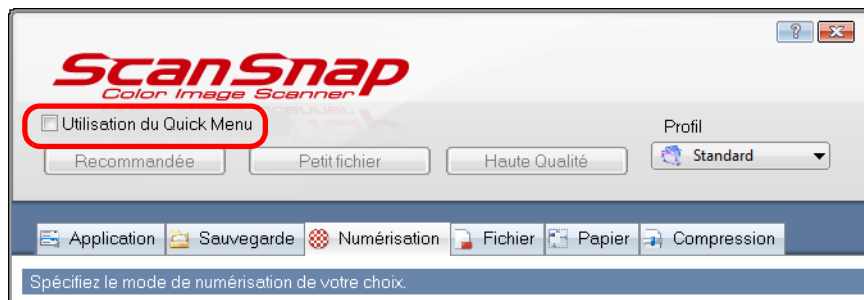 ScanSnap
Color Image Scanner
Utilisation du Quick Menu
Profil
Recommandée Petit fichier Haute Qualité Standard
Application Sauvegarde Numérisation Fichier Papier Compression
Spécifiez le mode de numérisation de votre choix.